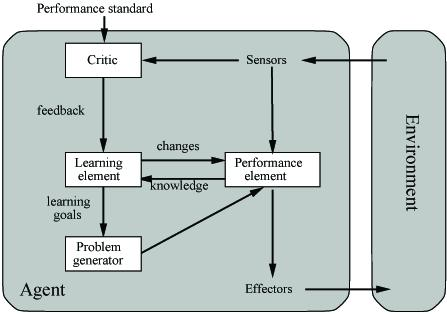 Performance standard
Critic
Sensors
feedback
changes
Learning
element
Performance
element
knowledge
learning
goals
Problem
generator
Agent
Effectors
Environment